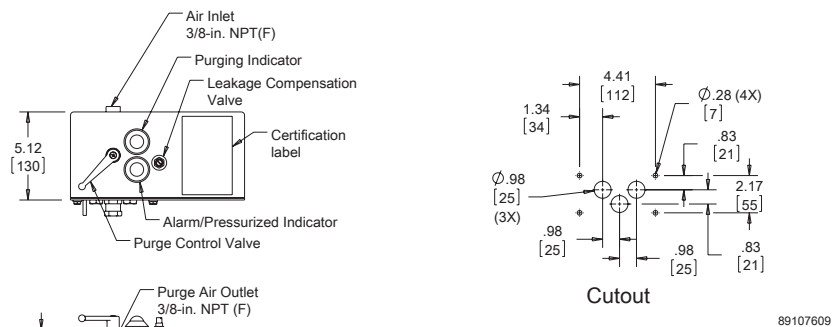 Air Inlet
3/8-in. NPT(F)
Purging Indicator
Leakage Compensation
Valve
5.12
[130]
Certification
label
Alarm/Pressurized Indicator
Purge Control Valve
Purge Air Outlet
3/8-in. NPT (F)
4.41
[112]
1.34
[34]
Ø.28 (4X)
[7]
.83
[21]
Ø.98
[25]
(3X)
2.17
[55]
.98
[25]
.98
[25]
.83
[21]
Cutout
89107609